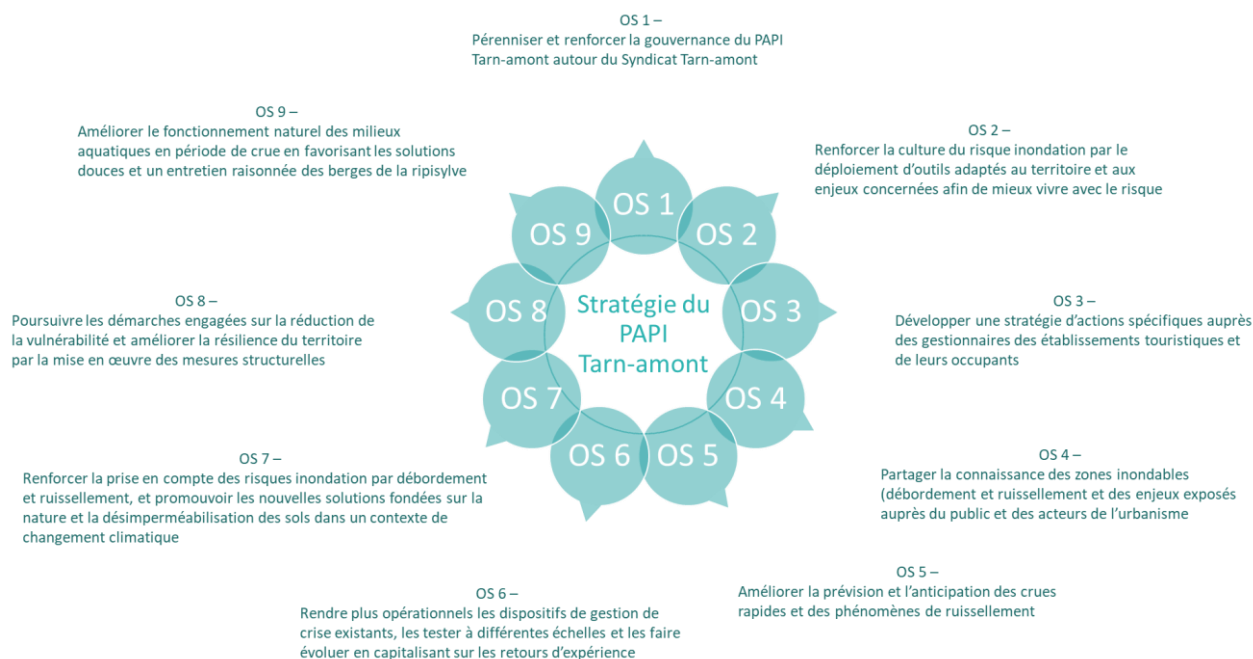 OS 1 –
Pérenniser et renforcer la gouvernance du PAPI
Tarn-amont autour du Syndicat Tarn-amont
OS 2 –
Renforcer la culture du risque inondation par le
déploiement d'outils adaptés au territoire et aux
enjeux concernées afin de mieux vivre avec le risque
OS 3 –
Développer une stratégie d'actions spécifiques auprès
des gestionnaires des établissements touristiques et
de leurs occupants
OS 4 –
Partager la connaissance des zones inondables
(débordement et ruissellement et des enjeux exposés
auprès du public et des acteurs de l'urbanisme
OS 5 –
Améliorer la prévision et l'anticipation des crues
rapides et des phénomènes de ruissellement
OS 6 –
Rendre plus opérationnels les dispositifs de gestion de
crise existants, les tester à différentes échelles et les faire
évoluer en capitalisant sur les retours d'expérience
OS 7 –
Renforcer la prise en compte des risques inondation par débordement
et ruissellement, et promouvoir les nouvelles solutions fondées sur la
nature et la désimperméabilisation des sols dans un contexte de
changement climatique
OS 8 –
Poursuivre les démarches engagées sur la réduction de
la vulnérabilité et améliorer la résilience du territoire
par la mise en œuvre des mesures structurelles
OS 9 –
Améliorer le fonctionnement naturel des milieux
aquatiques en période de crue en favorisant les solutions
douces et un entretien raisonnée des berges de la ripisylve
OS 1
OS 2
OS 3
OS 4
OS 5
OS 6
OS 7
OS 8
OS 9
Stratégie du
PAPI
Tarn-amont